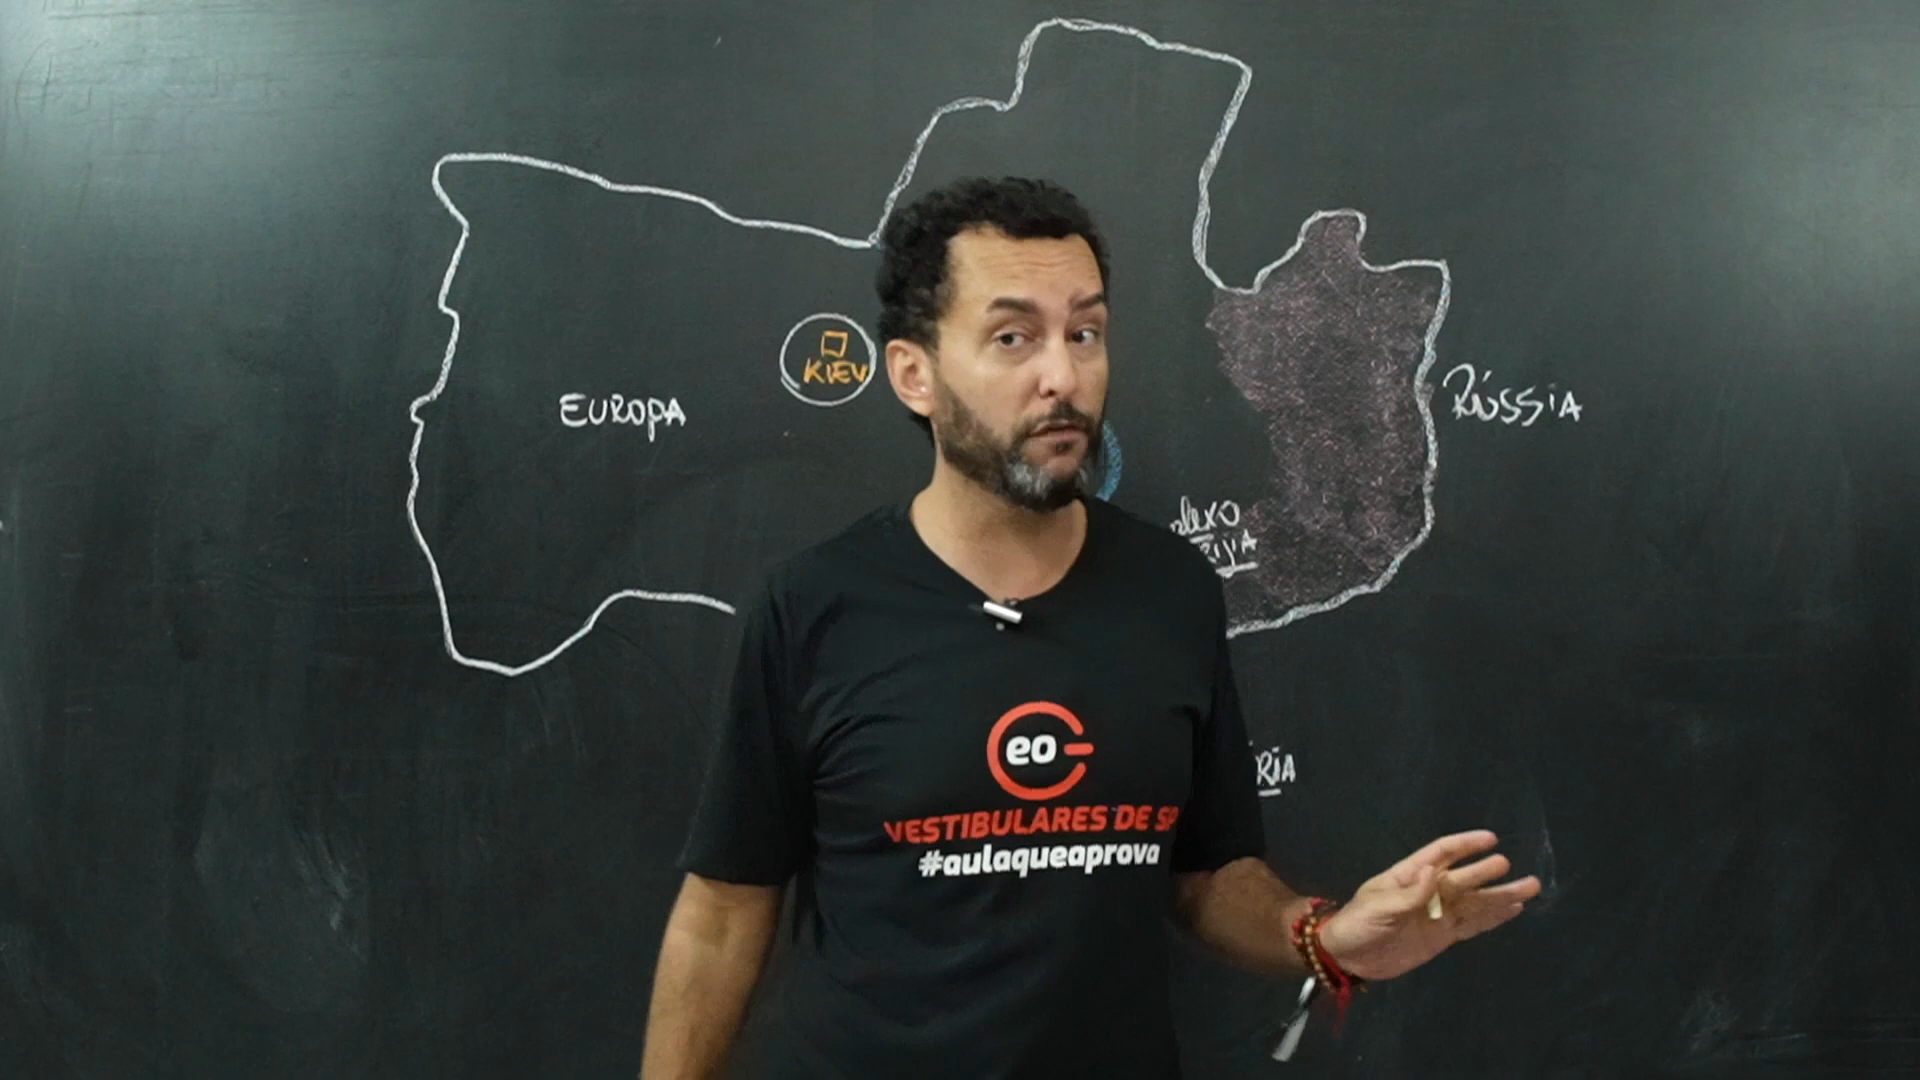 KIEV
EUROPA
RÚSSIA
eo
VESTIBULARES DE SP
#aulaqueaprova